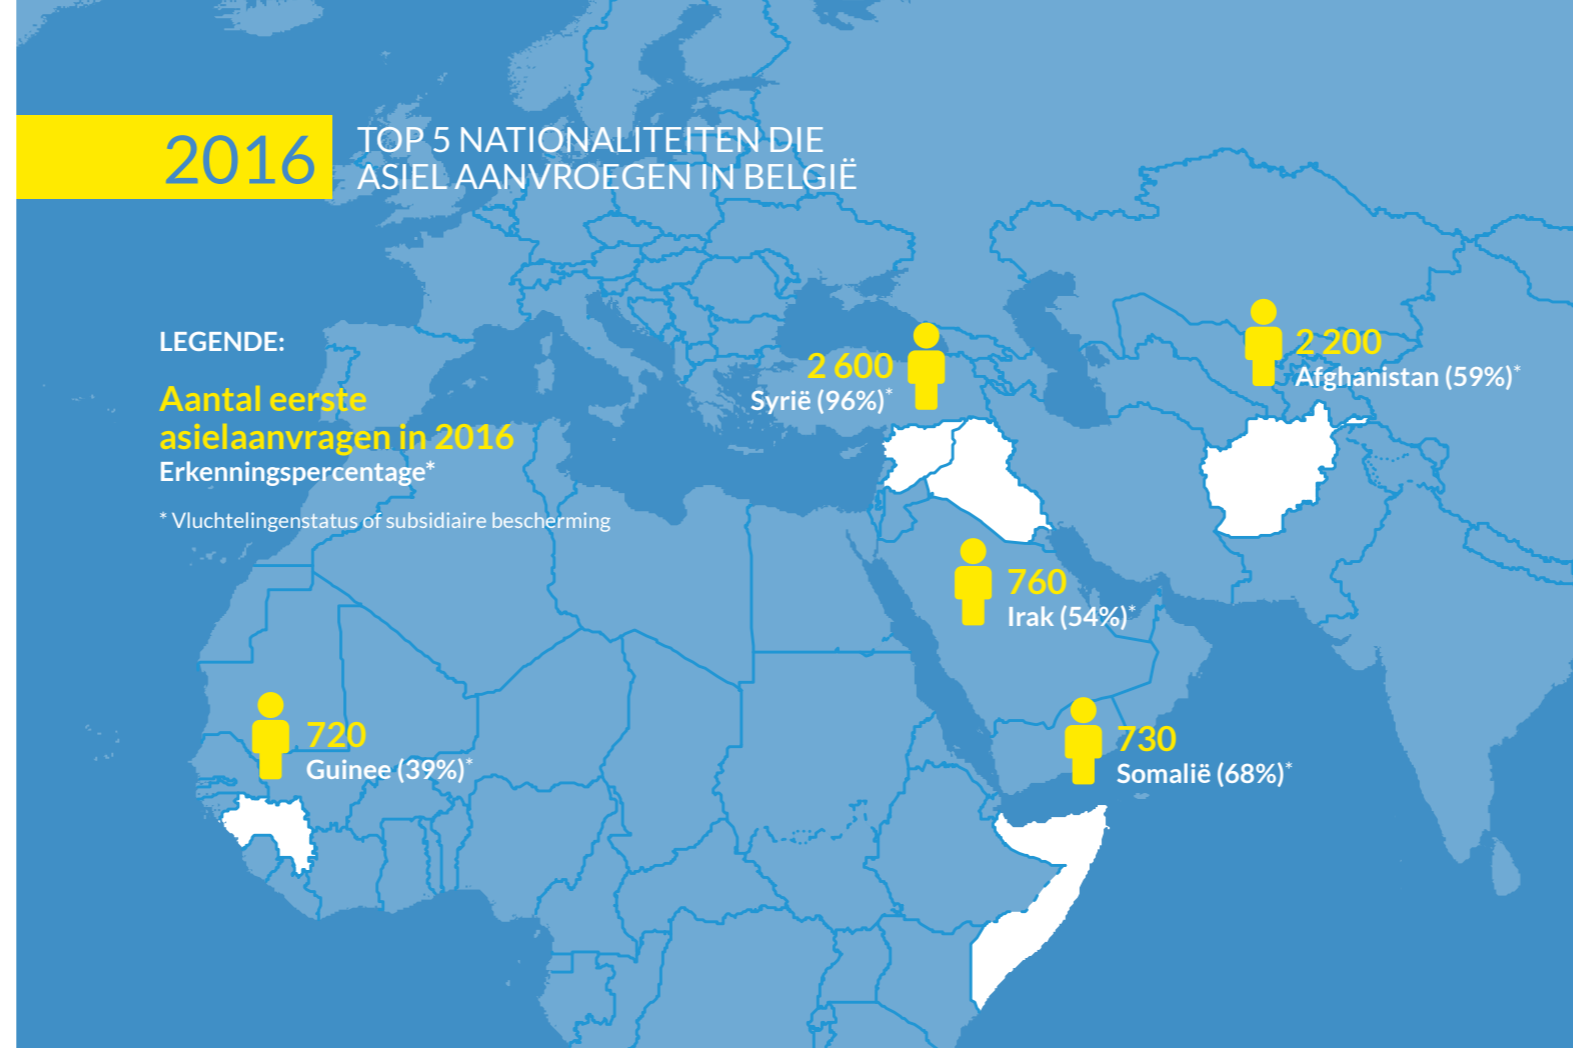 2016
TOP 5 NATIONALITEITEN DIE
ASIEL AANVROEGEN IN BELGIË
LEGENDE:
Aantal eerste
asielaanvragen in 2016
Erkenningspercentage*
* Vluchtelingenstatus of subsidiaire bescherming
2 600
Syrië (96%)*
2 200
Afghanistan (59%)*
760
Irak (54%)*
720
Guinee (39%)*
730
Somalië (68%)*